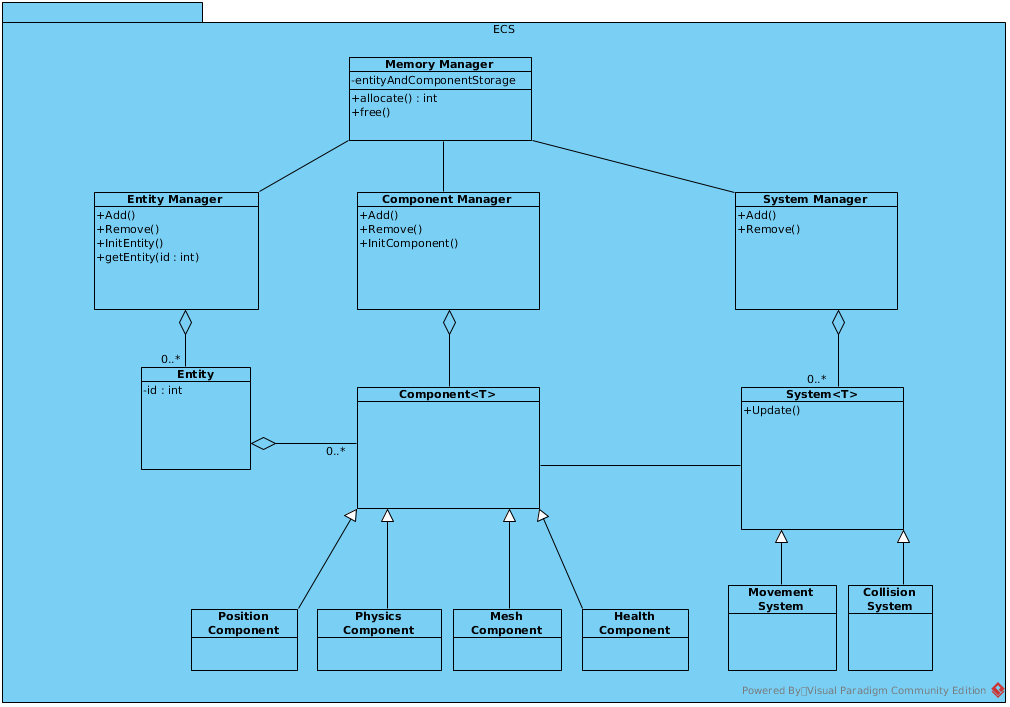 ECS
Memory Manager
-entityAndComponentStorage
+allocate() : int
+free()
Entity Manager
+Add()
+Remove()
+InitEntity()
+getEntity(id : int)
Component Manager
+Add()
+Remove()
+InitComponent()
System Manager
+Add()
+Remove()
0..*
Entity
-id : int
0..*
Component<T>
0..*
System<T>
+Update()
Position
Component
Physics
Component
Mesh
Component
Health
Component
Movement
System
Collision
System
Powered By Visual Paradigm Community Edition